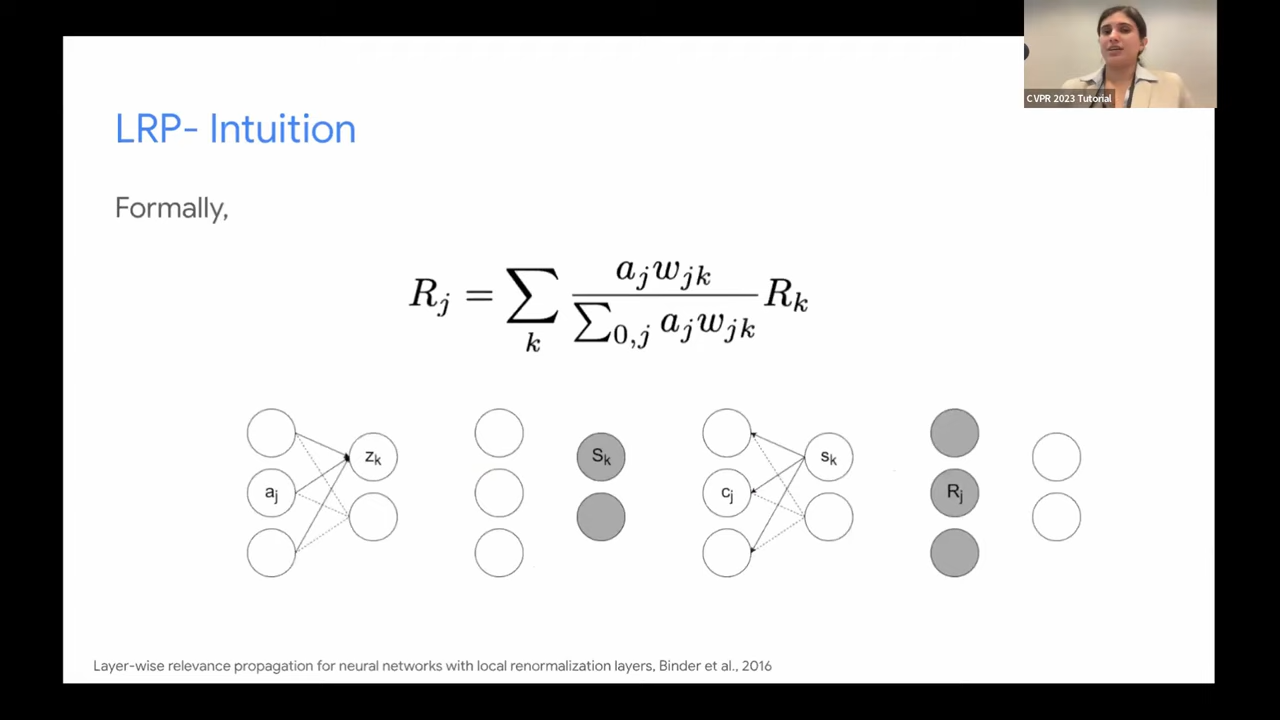 CVPR 2023 Tutorial
LRP- Intuition
Formally,
R_j = \sum_k \frac{a_j w_{jk}}{\sum_{0,j} a_j w_{jk}} R_k
z_k
S_k
s_k
a_j
c_j
R_j
Layer-wise relevance propagation for neural networks with local renormalization layers, Binder et al., 2016